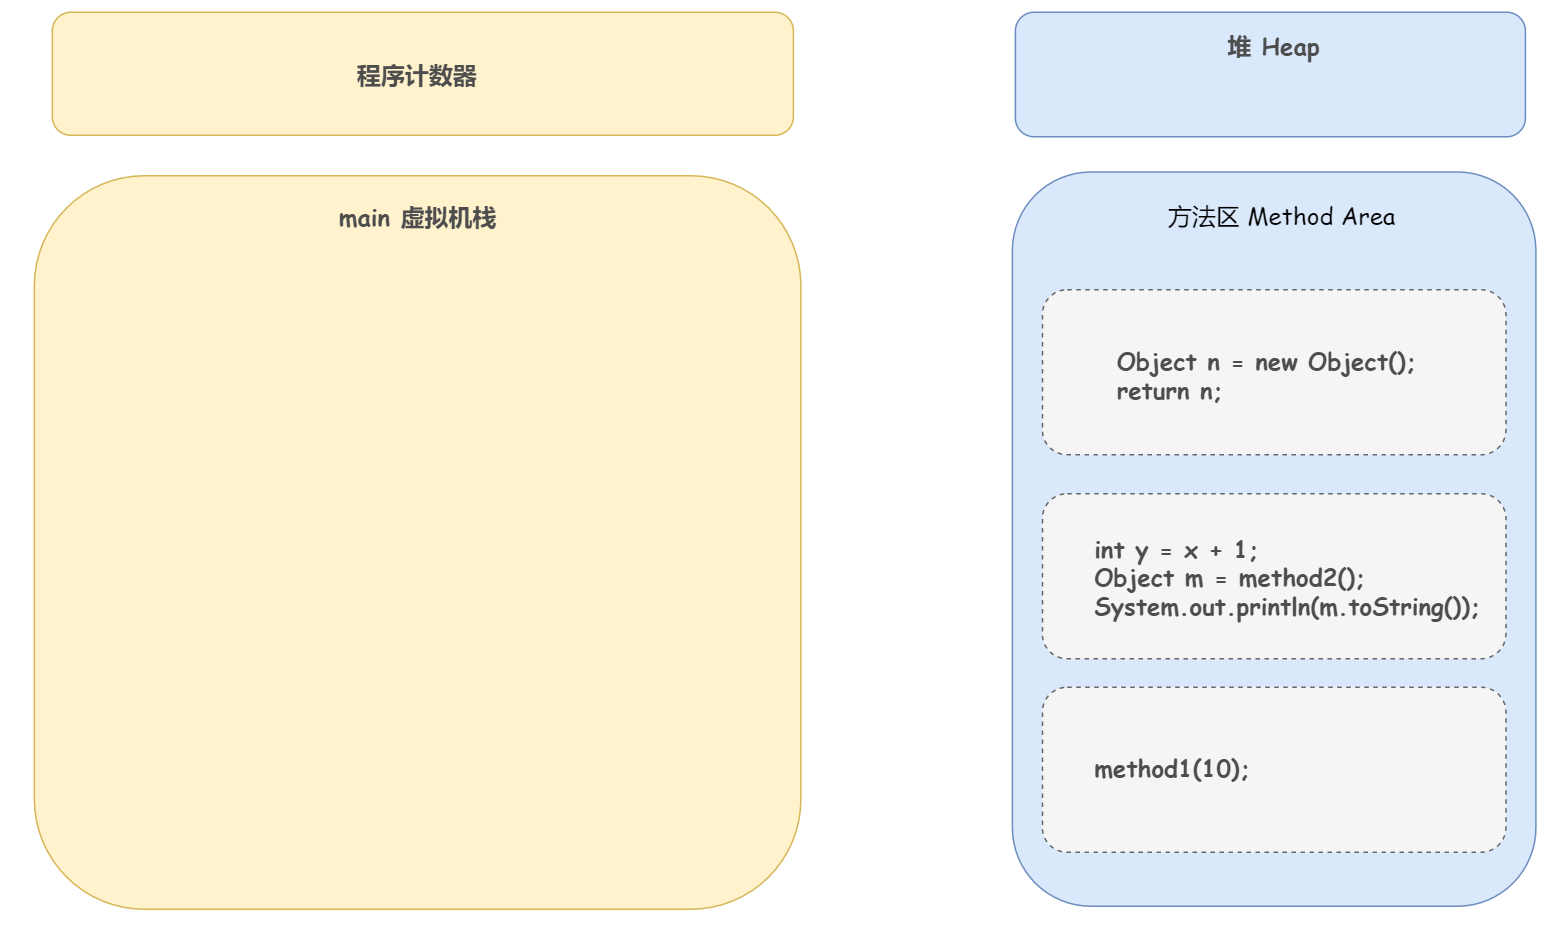 程序计数器
堆 Heap
main 虚拟机栈
方法区 Method Area
Object n = new Object();
return n;
int y = x + 1;
Object m = method2();
System.out.println(m.toString());
method1(10);